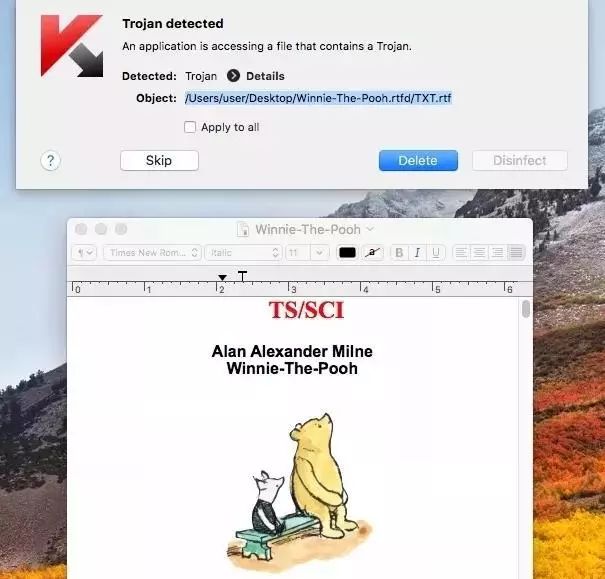 Trojan detected
An application is accessing a file that contains a Trojan.
Detected: Trojan Details
Object: /Users/user/Desktop/Winnie-The-Pooh.rtfd/TXT.rtf
Apply to all
? Skip Delete Disinfect
Winnie-The-Pooh
¶ Times New Rom... Italic 11 a B I U
0 1 2 3 4 5 6
TS/SCI
Alan Alexander Milne
Winnie-The-Pooh